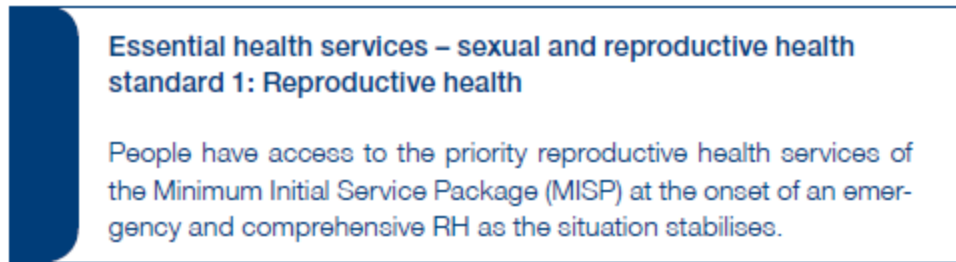 Essential health services – sexual and reproductive health
standard 1: Reproductive health
People have access to the priority reproductive health services of
the Minimum Initial Service Package (MISP) at the onset of an emer-
gency and comprehensive RH as the situation stabilises.